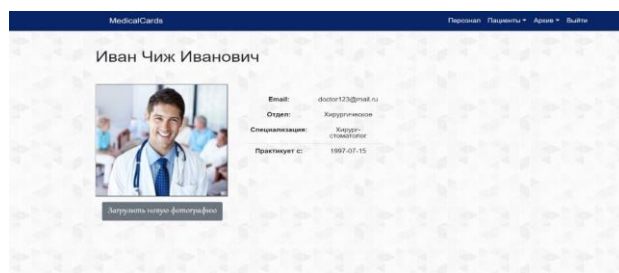 MedicalCards Персонал Пациенты Архив Выйти
Иван Чиж Иванович
Email: doctor123@mail.ru
Отдел: Хирургическое
Специализация: Хирург-
стоматолог
Практикует с: 1997-07-15
Загрузить новую фотографию